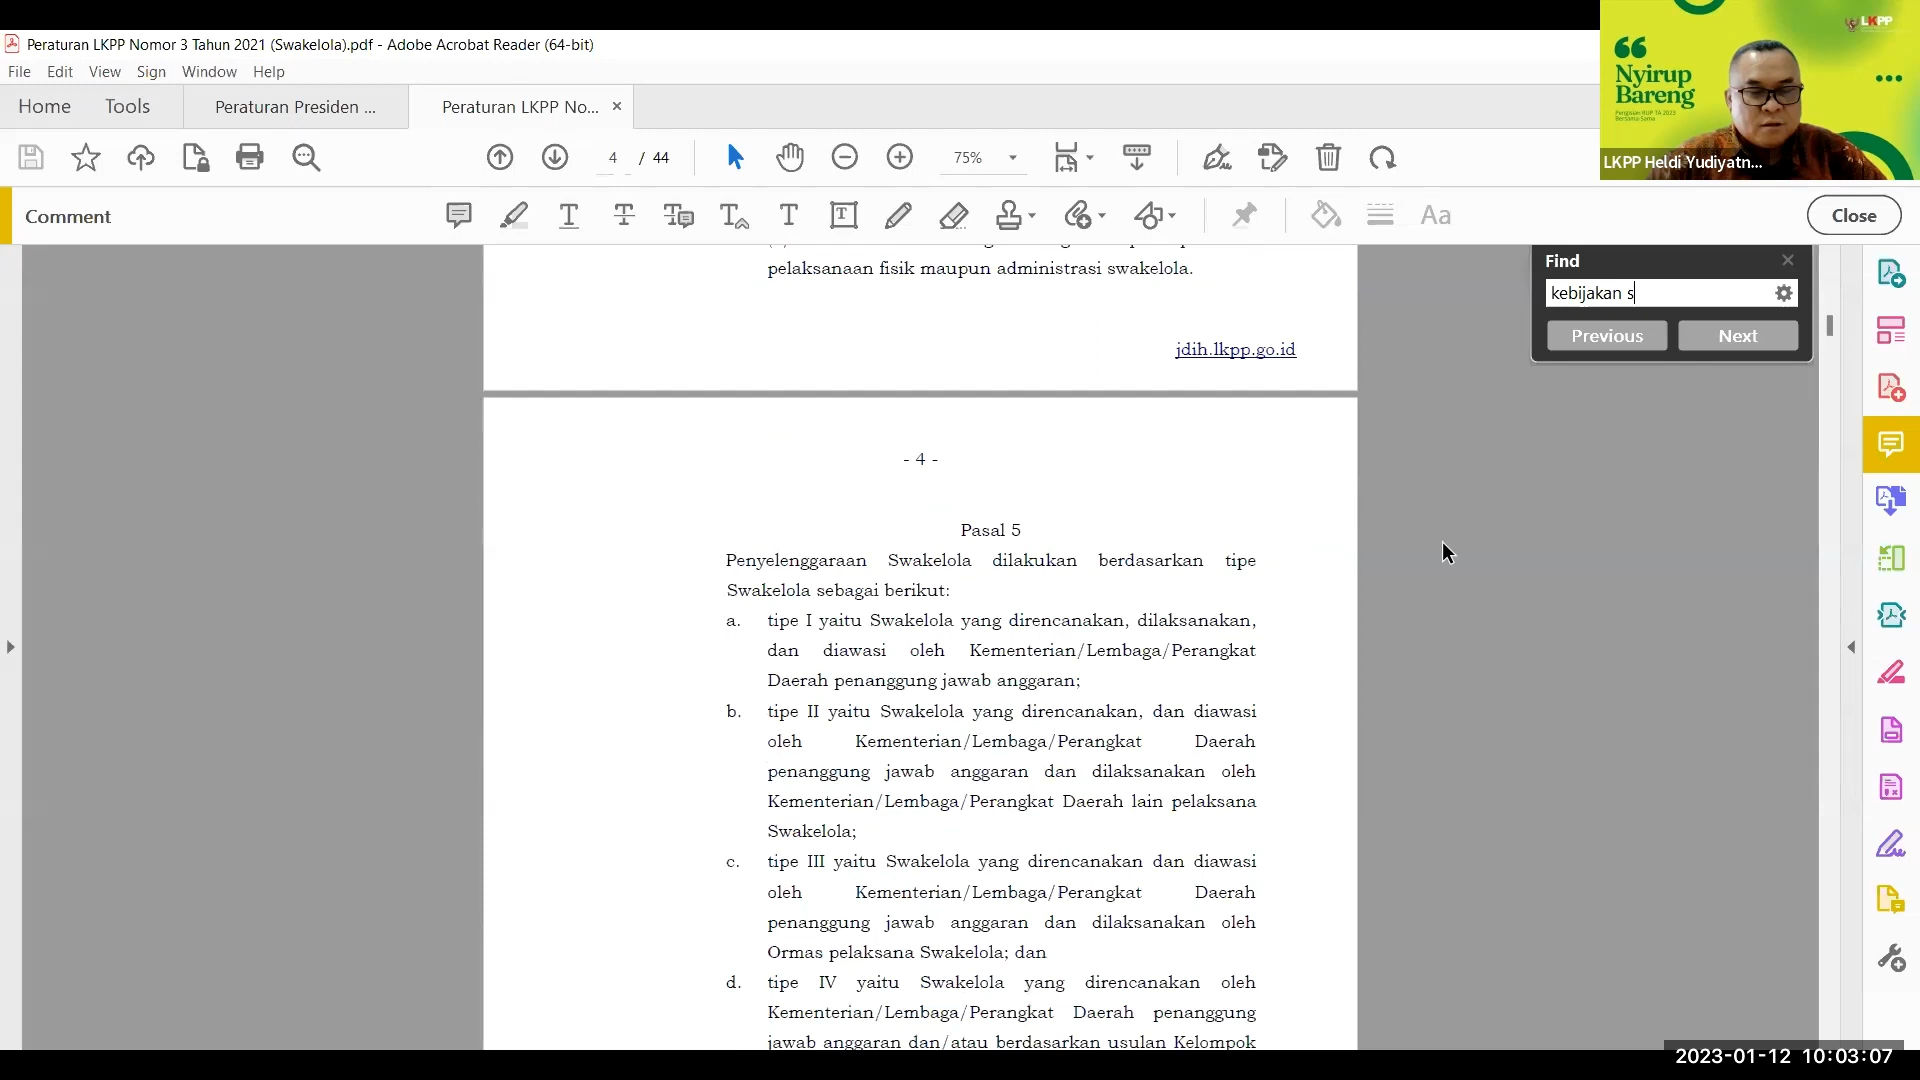 Peraturan LKPP Nomor 3 Tahun 2021 (Swakelola).pdf - Adobe Acrobat Reader (64-bit)
File Edit View Sign Window Help
Home Tools Peraturan Presiden ... Peraturan LKPP No... ×
4 / 44 75%
Comment
Close
pelaksanaan fisik maupun administrasi swakelola.
jdih.lkpp.go.id
Find
kebijakan s
Previous Next
- 4 -
Pasal 5
Penyelenggaraan Swakelola dilakukan berdasarkan tipe
Swakelola sebagai berikut:
a. tipe I yaitu Swakelola yang direncanakan, dilaksanakan,
dan diawasi oleh Kementerian/Lembaga/Perangkat
Daerah penanggung jawab anggaran;
b. tipe II yaitu Swakelola yang direncanakan, dan diawasi
oleh Kementerian/Lembaga/Perangkat Daerah
penanggung jawab anggaran dan dilaksanakan oleh
Kementerian/Lembaga/Perangkat Daerah lain pelaksana
Swakelola;
c. tipe III yaitu Swakelola yang direncanakan dan diawasi
oleh Kementerian/Lembaga/Perangkat Daerah
penanggung jawab anggaran dan dilaksanakan oleh
Ormas pelaksana Swakelola; dan
d. tipe IV yaitu Swakelola yang direncanakan oleh
Kementerian/Lembaga/Perangkat Daerah penanggung
jawab anggaran dan/atau berdasarkan usulan Kelompok
LKPP
Nyirup
Bareng
Pengisian RUP TA 2023
Bersama-Sama
LKPP Heldi Yudiyatn...
2023-01-12 10:03:07